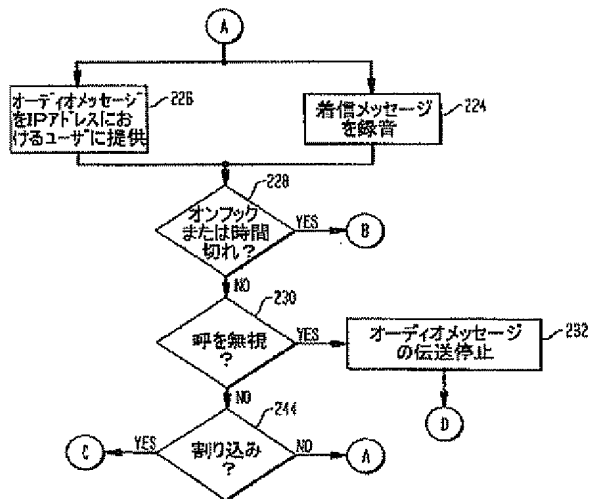 A
オーディオメッセージ
をIPアドレスにお
けるユーザに提供
226
着信メッセージ
を録音
224
228
オンフック
または時間
切れ?
YES
B
NO
230
呼を無視
?
YES
オーディオメッセージ
の伝送停止
232
D
NO
244
割り込み
?
YES
C
NO
A